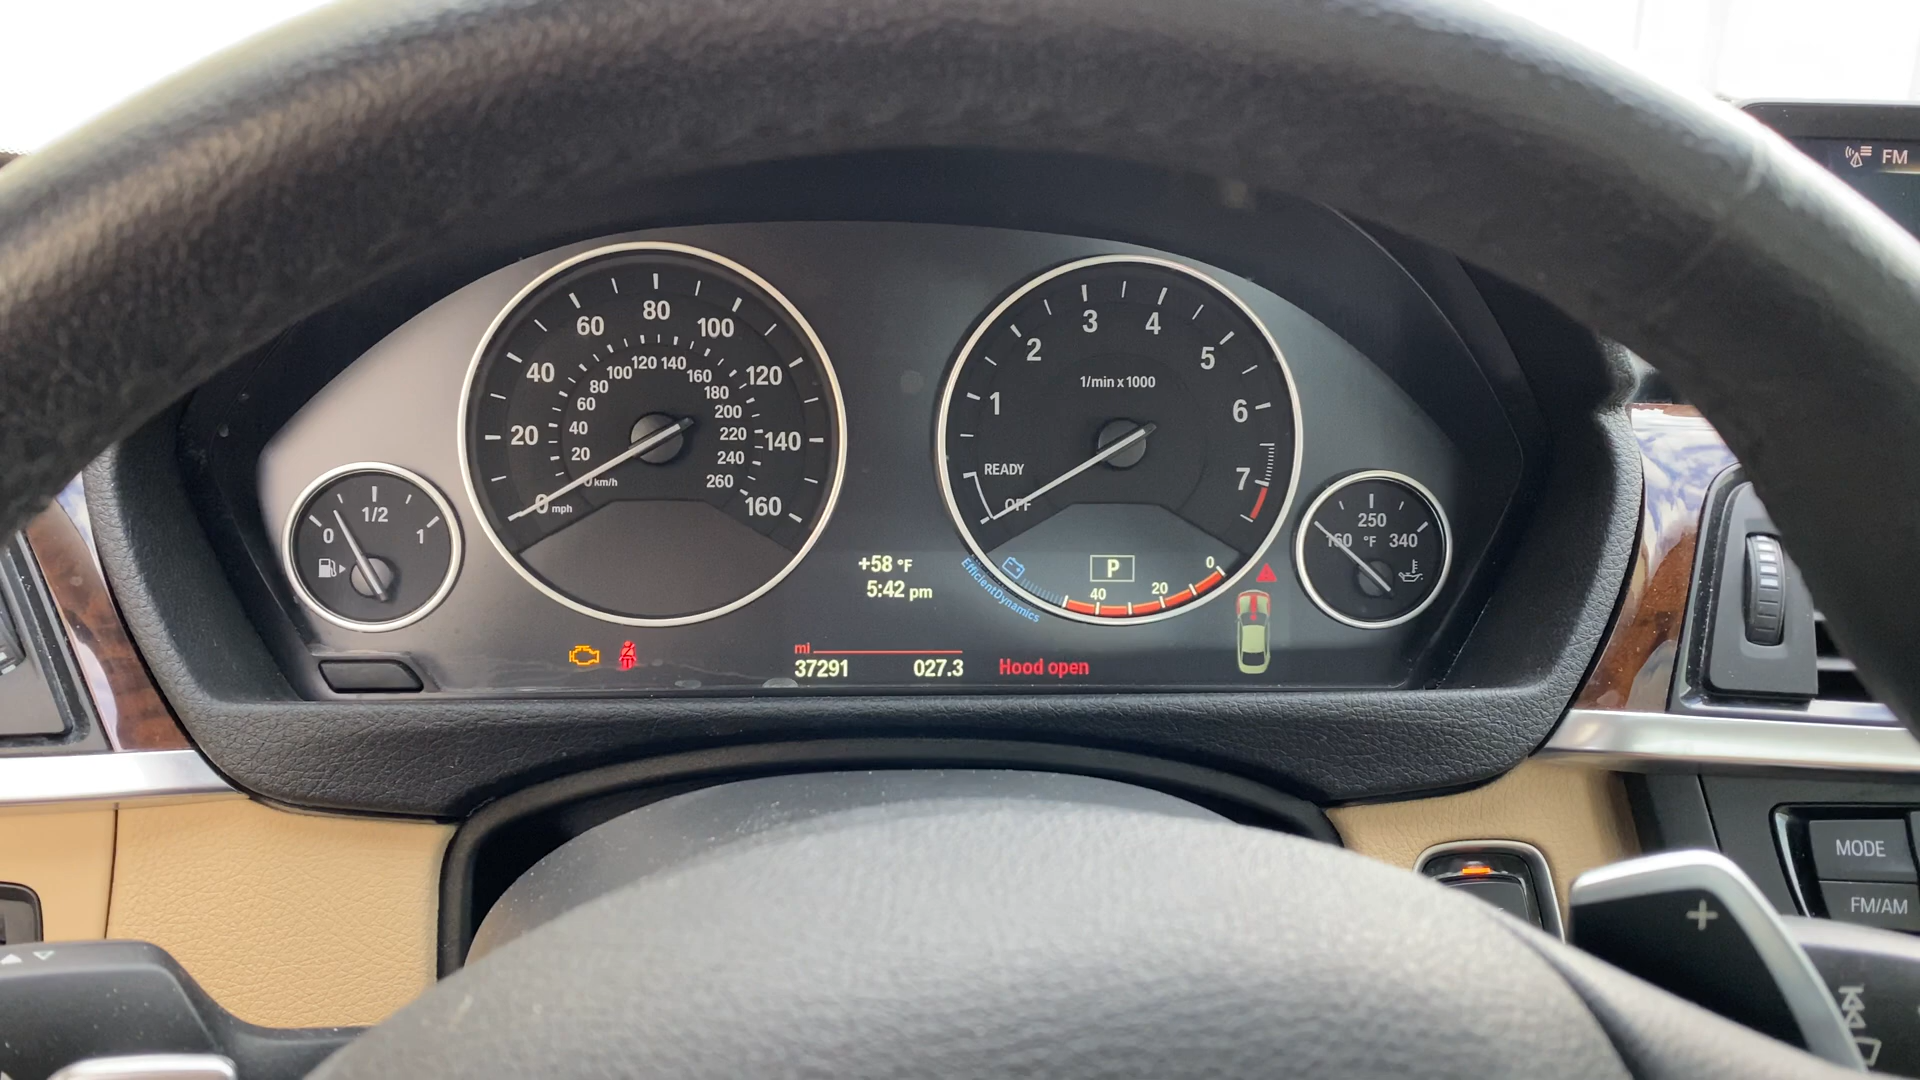 FM
80
60
100
40
120
20
140
0
mph
160
120
140
100
160
80
180
60
200
40
220
20
240
0
km/h
260
3
4
2
5
1/min x 1000
1
6
READY
7
OFF
0
1/2
1
250
160
°F
340
+58 °F
5:42 pm
EfficientDynamics
P
40
20
0
mi
37291
027.3
Hood open
MODE
FM/AM
+